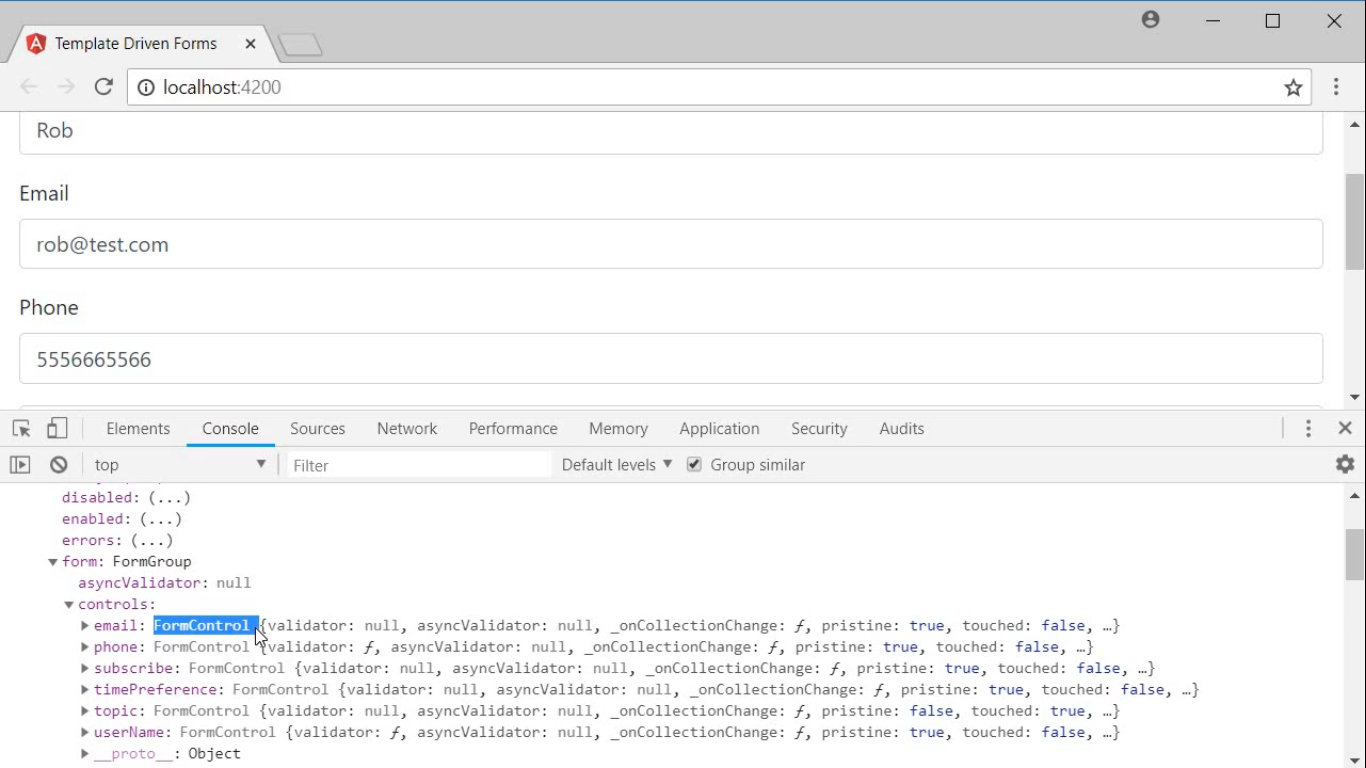 Template Driven Forms
localhost:4200
Rob
Email
rob@test.com
Phone
5556665566
Elements Console Sources Network Performance Memory Application Security Audits
top Filter Default levels Group similar
disabled: (...)
enabled: (...)
errors: (...)
form: FormGroup
asyncValidator: null
controls:
email: FormControl {validator: null, asyncValidator: null, _onCollectionChange: ƒ, pristine: true, touched: false, …}
phone: FormControl {validator: ƒ, asyncValidator: null, _onCollectionChange: ƒ, pristine: true, touched: false, …}
subscribe: FormControl {validator: null, asyncValidator: null, _onCollectionChange: ƒ, pristine: true, touched: false, …}
timePreference: FormControl {validator: null, asyncValidator: null, _onCollectionChange: ƒ, pristine: true, touched: false, …}
topic: FormControl {validator: null, asyncValidator: null, _onCollectionChange: ƒ, pristine: false, touched: true, …}
userName: FormControl {validator: ƒ, asyncValidator: null, _onCollectionChange: ƒ, pristine: true, touched: false, …}
__proto__: Object